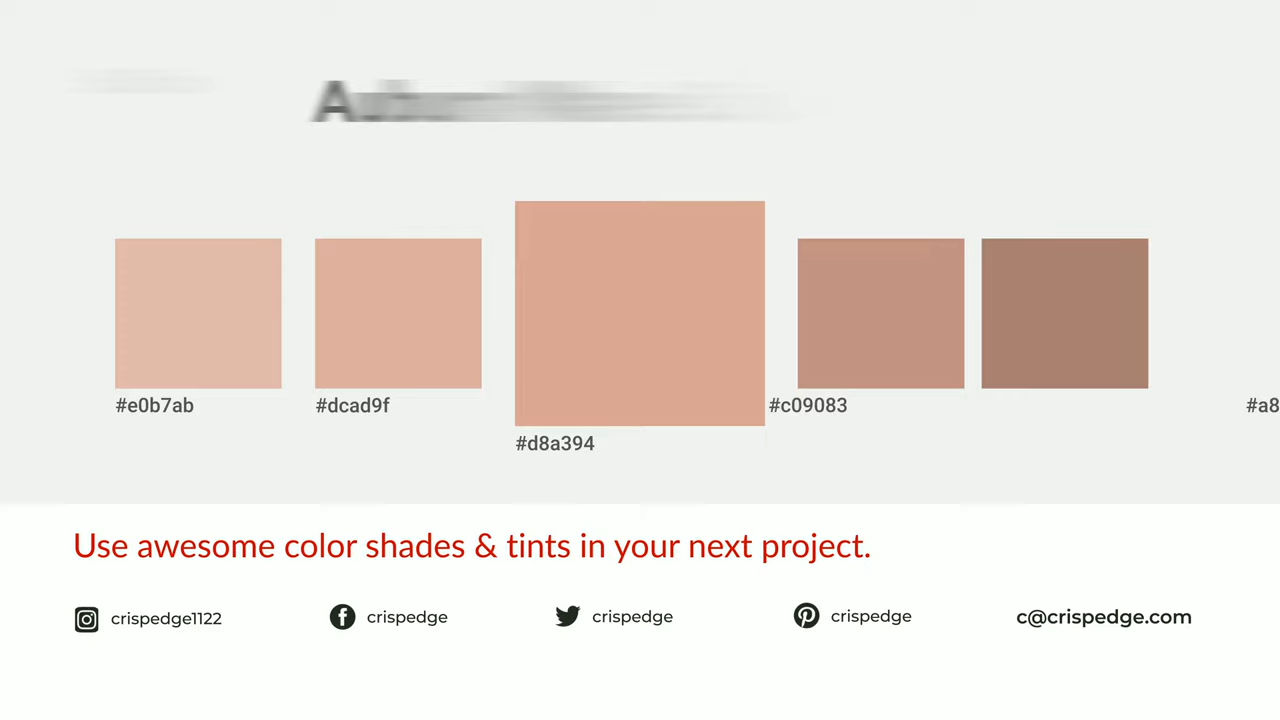 #e0b7ab
#dcad9f
#d8a394
#c09083
#a8
Use awesome color shades & tints in your next project.
crispedge1122
crispedge
crispedge
crispedge
c@crispedge.com